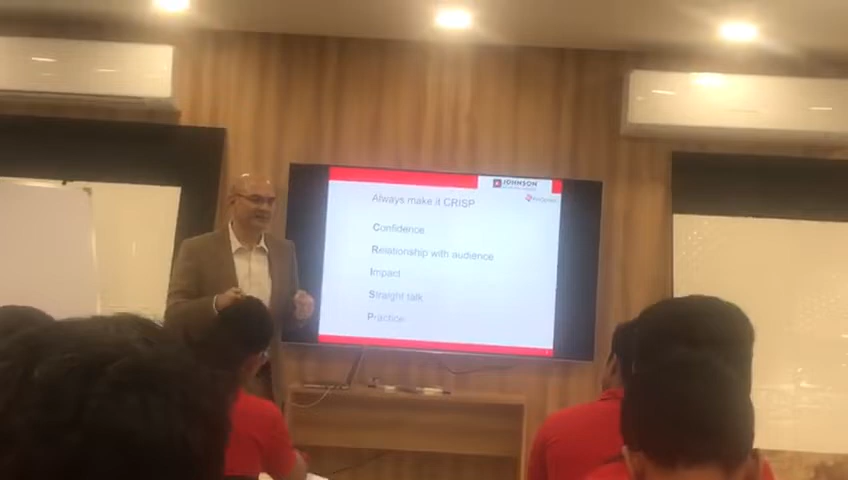 JOHNSON
Always make it CRISP
Confidence
Relationship with audience
Impact
Straight talk
Practice